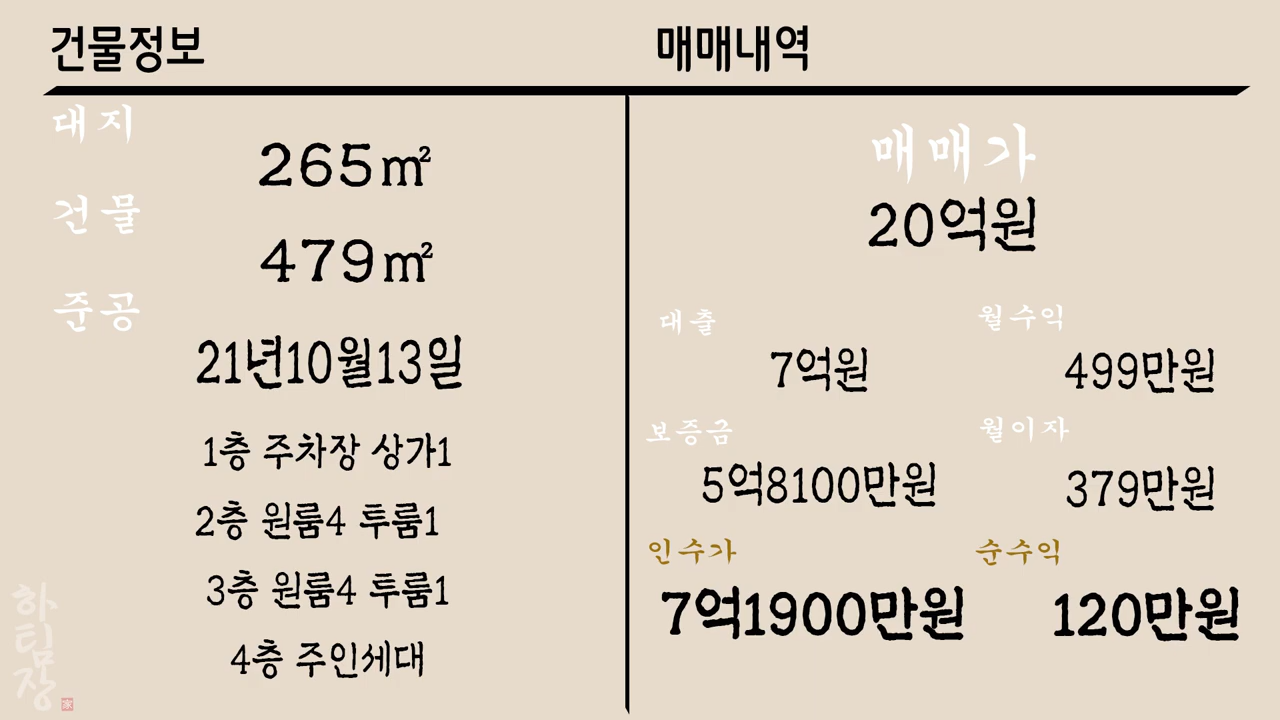 건물정보
대지
265㎡
건물
479㎡
준공
21년10월13일
1층 주차장 상가1
2층 원룸4 투룸1
3층 원룸4 투룸1
4층 주인세대
하팀장
매매내역
매매가
20억원
대출
7억원
월수익
499만원
보증금
5억8100만원
월이자
379만원
인수가
7억1900만원
순수익
120만원